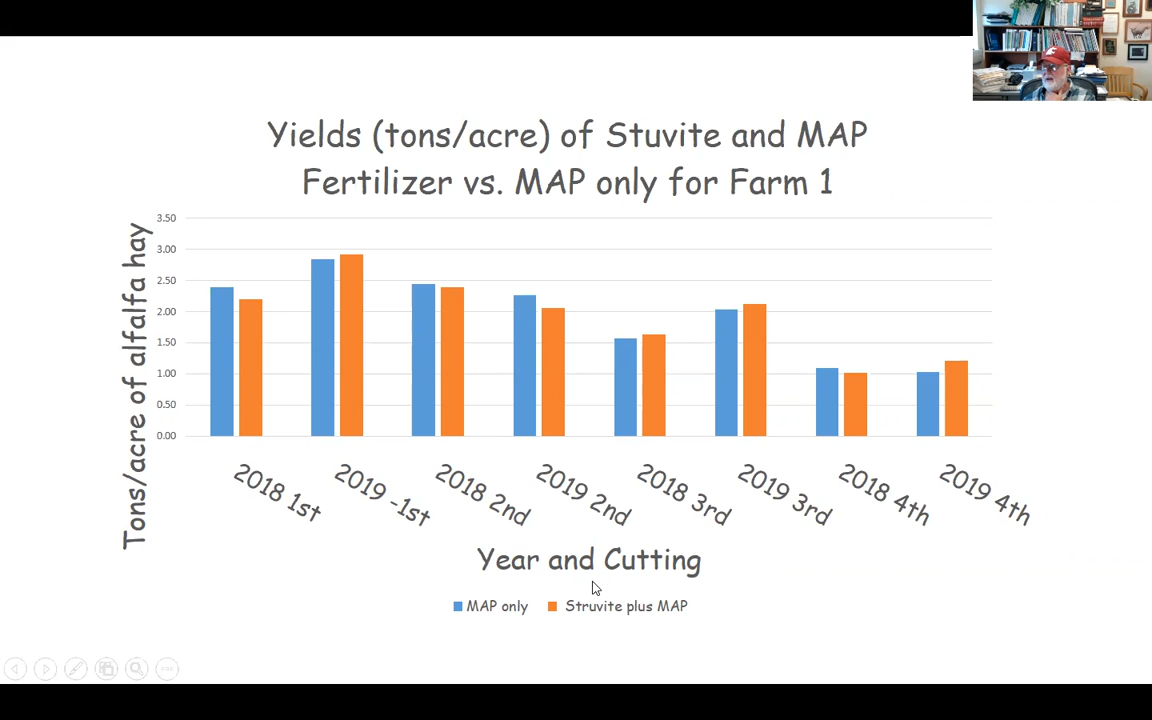 Yields (tons/acre) of Stuvite and MAP
Fertilizer vs. MAP only for Farm 1
Tons/acre of alfalfa hay
3.50
3.00
2.50
2.00
1.50
1.00
0.50
0.00
2018 1st
2019 -1st
2018 2nd
2019 2nd
2018 3rd
2019 3rd
2018 4th
2019 4th
Year and Cutting
MAP only
Struvite plus MAP